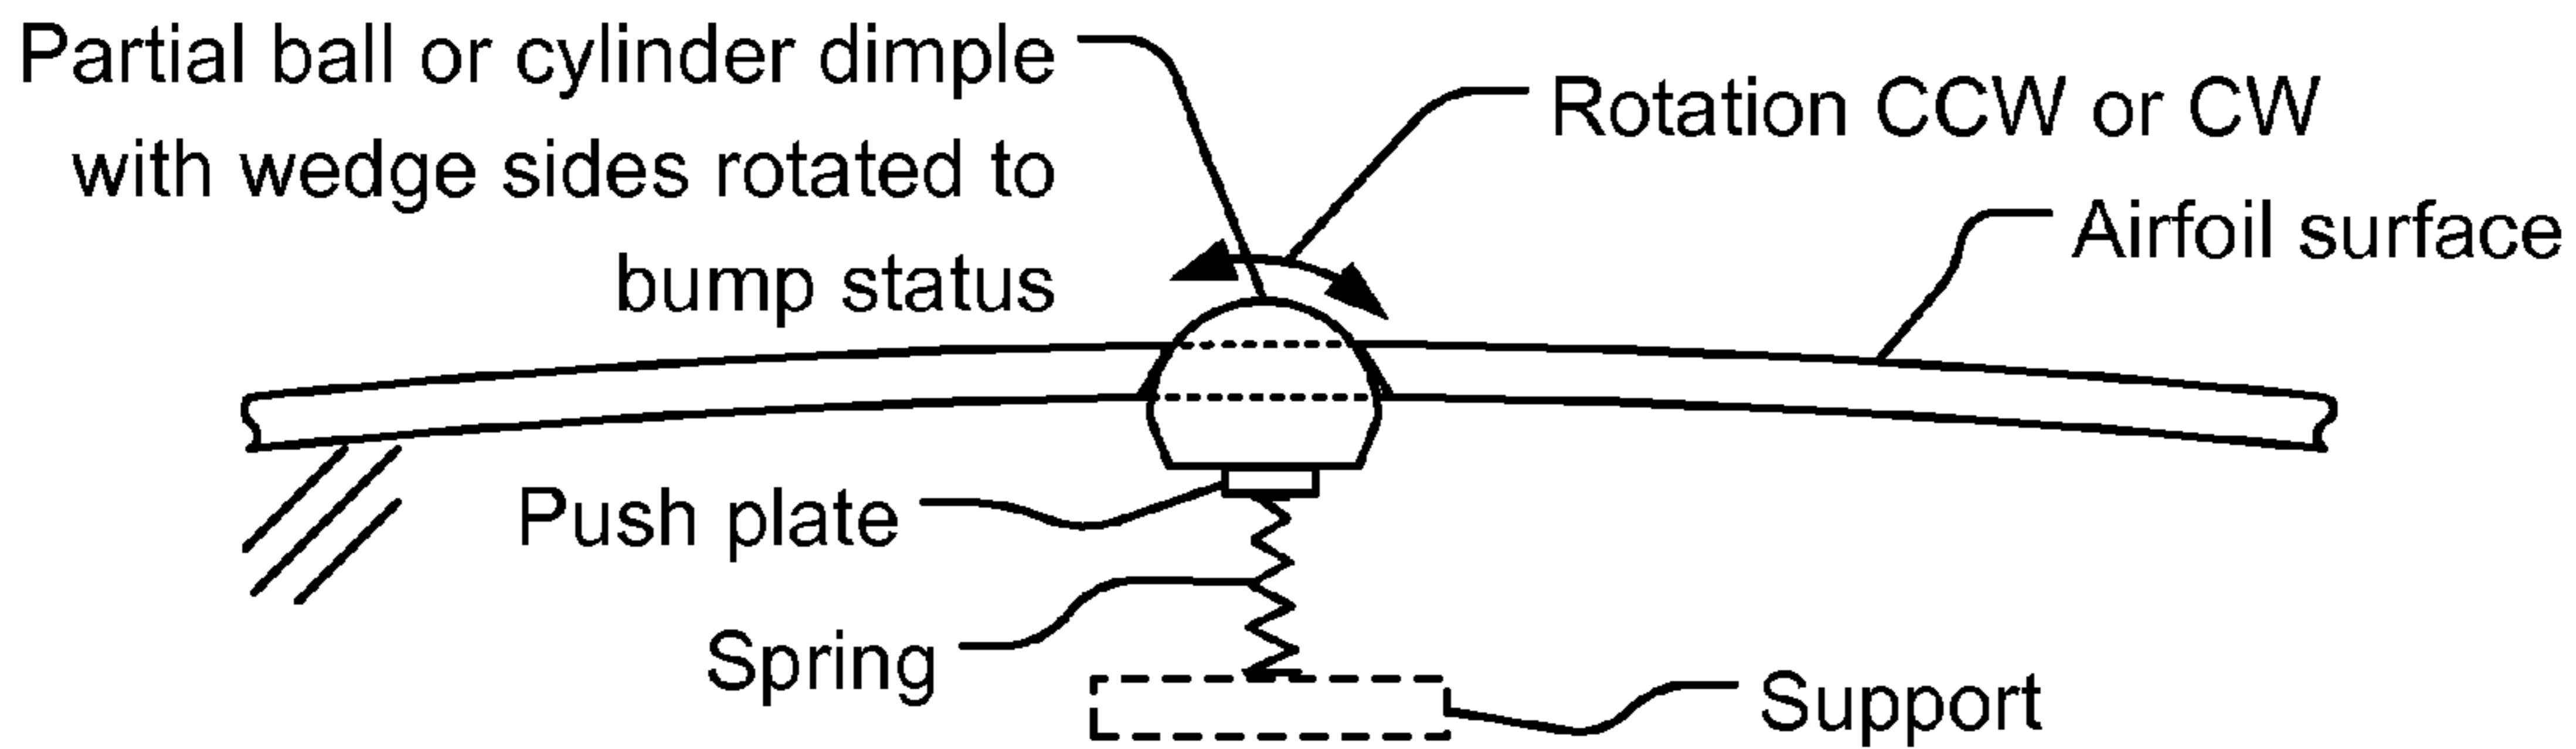 Partial ball or cylinder dimple
with wedge sides rotated to
bump status
Rotation CCW or CW
Airfoil surface
Push plate
Spring
Support